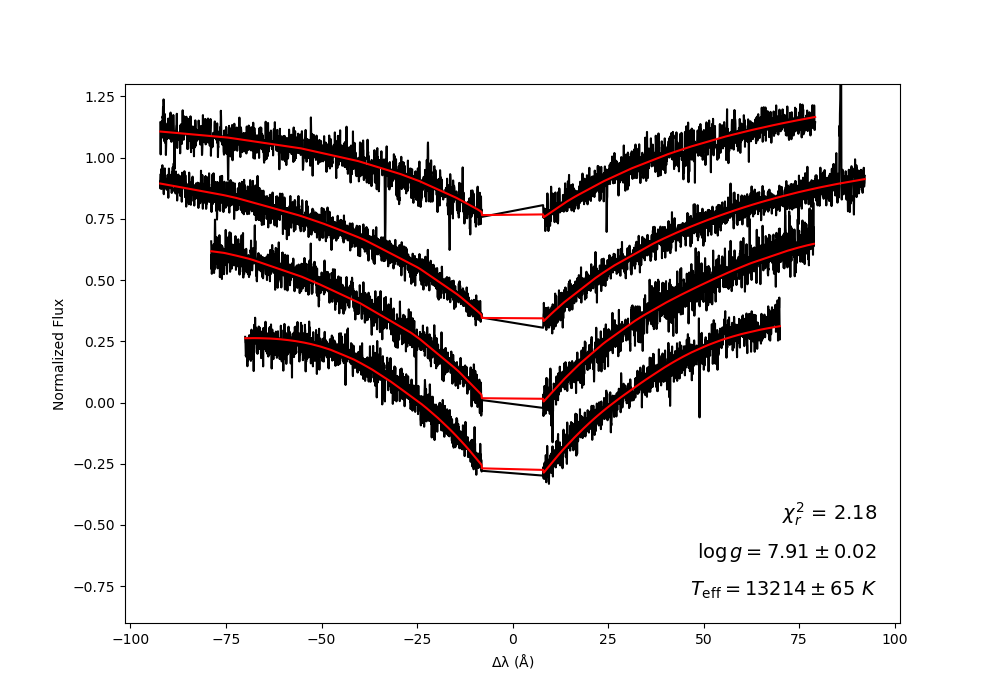 1.25
1.00
0.75
0.50
0.25
0.00
−0.25
−0.50
−0.75
Normalized Flux
χ²ᵣ = 2.18
log g = 7.91 ± 0.02
T_eff = 13214 ± 65 K
−100 −75 −50 −25 0 25 50 75 100
Δλ (Å)